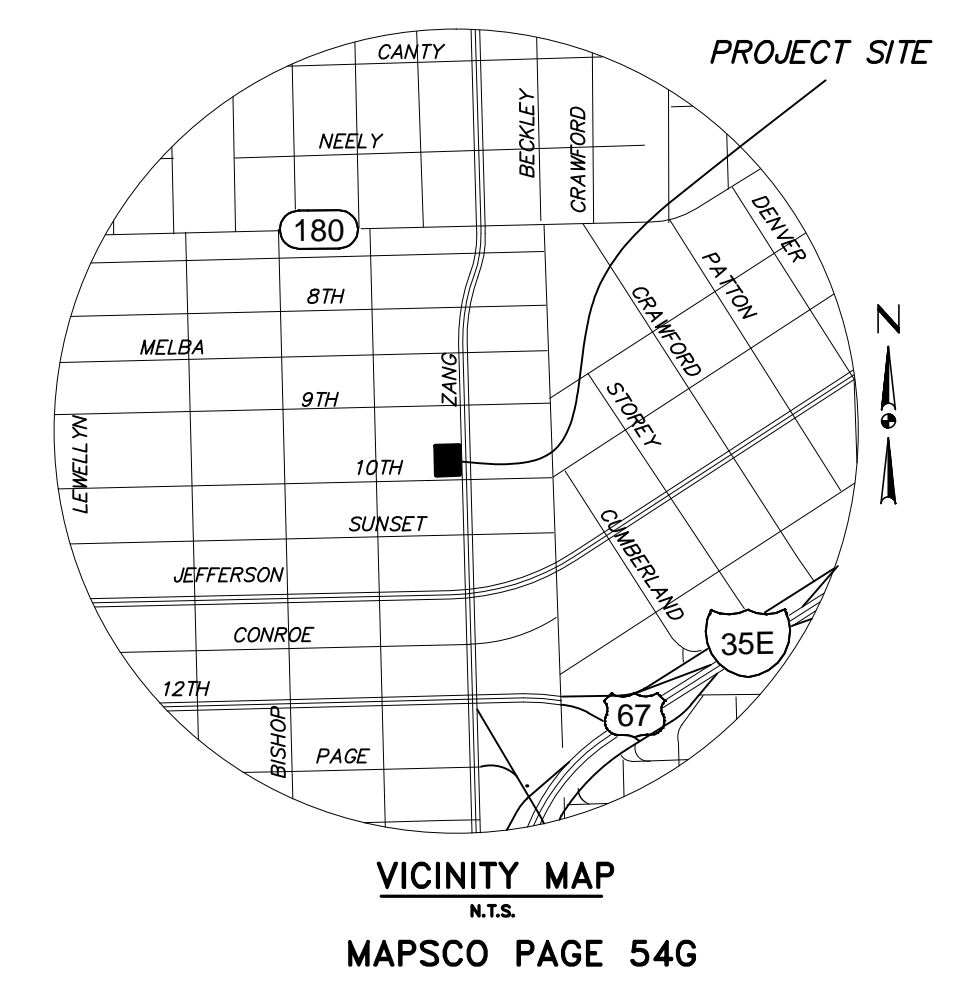 PROJECT SITE
CANTY
NEELY
BECKLEY
CRAWFORD
180
DENVER
PATTON
8TH
CRAWFORD
N
MELBA
ZANG
9TH
STOREY
LEWELLYN
10TH
SUNSET
CUMBERLAND
JEFFERSON
CONROE
35E
12TH
67
BISHOP
PAGE
VICINITY MAP
N.T.S.
MAPSCO PAGE 54G